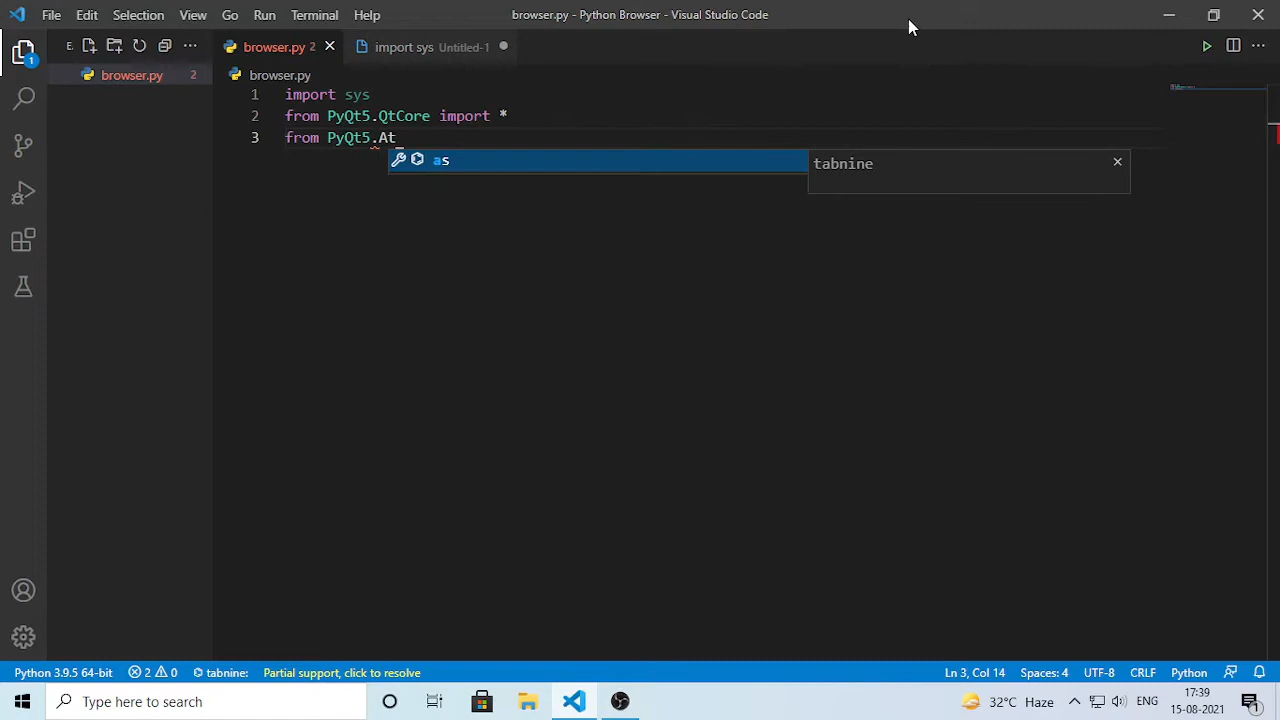 File Edit Selection View Go Run Terminal Help
browser.py - Python Browser - Visual Studio Code
E
browser.py 2
import sys Untitled-1
browser.py 2
browser.py
1
1 import sys
2 from PyQt5.QtCore import *
3 from PyQt5.At
as
tabnine
Python 3.9.5 64-bit
2 0
tabnine:
Partial support, click to resolve
Ln 3, Col 14
Spaces: 4
UTF-8
CRLF
Python
Type here to search
32°C Haze
ENG
17:39
15-08-2021
1